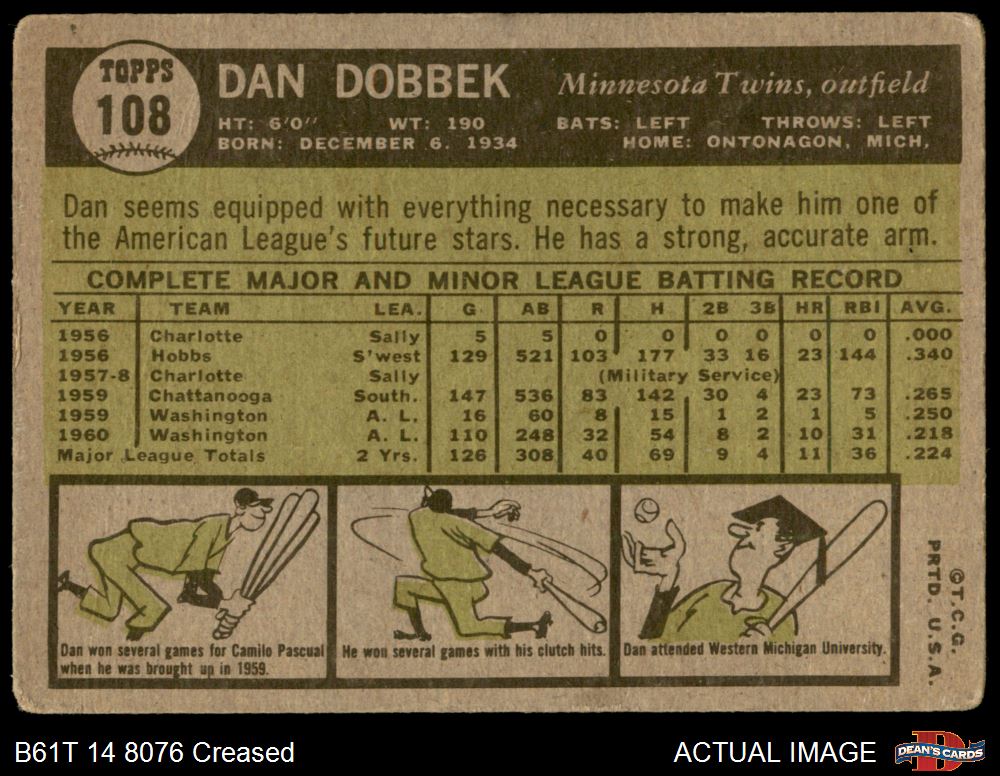 TOPPS
108
DAN DOBBEK Minnesota Twins, outfield
HT: 6'0" WT: 190 BATS: LEFT THROWS: LEFT
BORN: DECEMBER 6. 1934 HOME: ONTONAGON, MICH,
Dan seems equipped with everything necessary to make him one of
the American League's future stars. He has a strong, accurate arm.
COMPLETE MAJOR AND MINOR LEAGUE BATTING RECORD
YEAR TEAM LEA. G AB R H 2B 3B HR RBI AVG.
1956 Charlotte Sally 5 5 0 0 0 0 0 0 .000
1956 Hobbs S'west 129 521 103 177 33 16 23 144 .340
1957-8 Charlotte Sally (Military Service)
1959 Chattanooga South. 147 536 83 142 30 4 23 73 .265
1959 Washington A. L. 16 60 8 15 1 2 1 5 .250
1960 Washington A. L. 110 248 32 54 8 2 10 31 .218
Major League Totals 2 Yrs. 126 308 40 69 9 4 11 36 .224
Dan won several games for Camilo Pascual
when he was brought up in 1959.
He won several games with his clutch hits.
Dan attended Western Michigan University.
©T.C.G.
PRTD. U.S.A.
B61T 14 8076 Creased ACTUAL IMAGE
D
DEAN'S CARDS